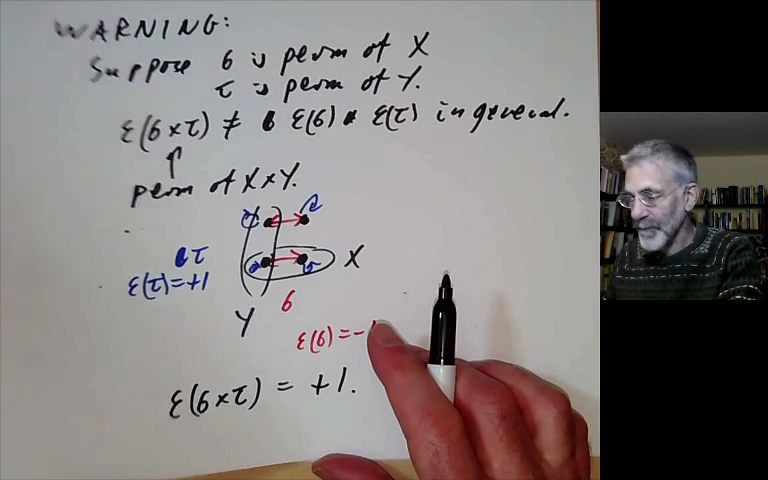 WARNING:
Suppose σ is perm of X
τ is perm of Y.
ε(σ×τ) ≠ ε(σ) • ε(τ) in general.
↑
perm of X×Y.
τ
X
ε(τ)=+1
σ
Y
ε(σ)=-
ε(σ×τ) = +1.